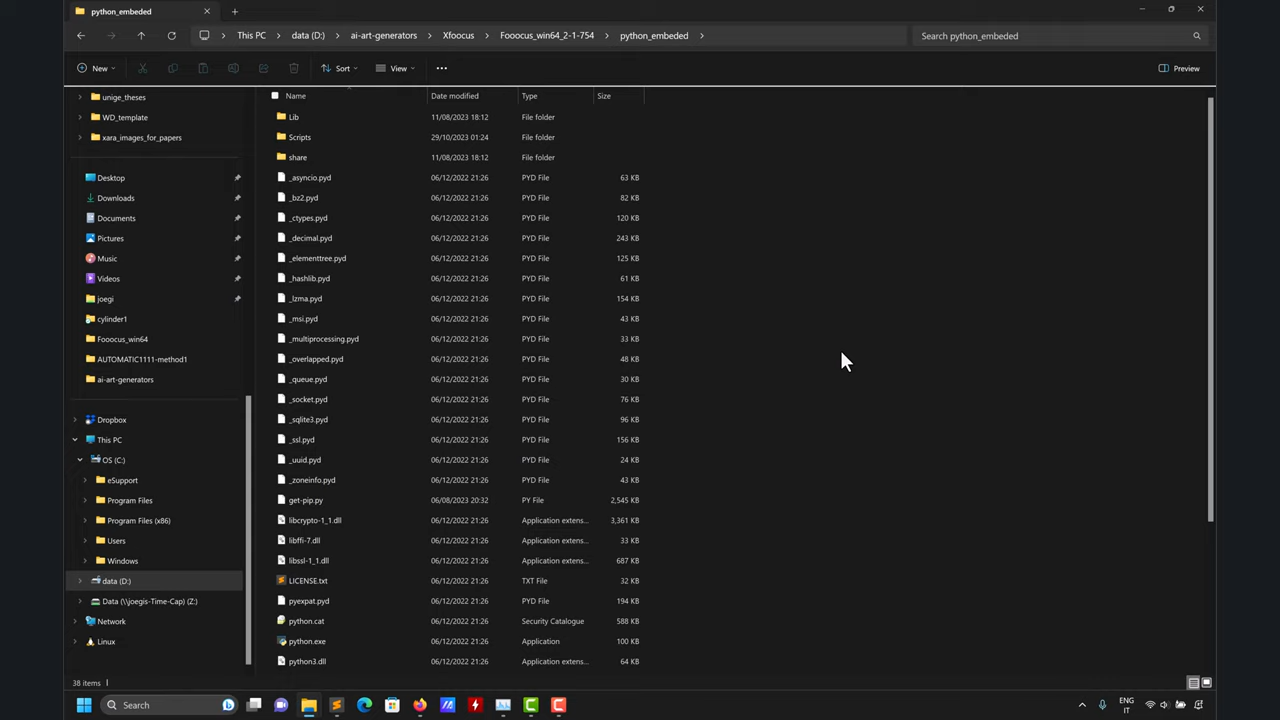 python_embeded
This PC > data (D:) > ai-art-generators > Xfoocus > Fooocus_win64_2-1-754 > python_embeded >
Search python_embeded
New Sort View ... Preview
Name Date modified Type Size
unige_theses
WD_template
xara_images_for_papers
Desktop
Downloads
Documents
Pictures
Music
Videos
joegi
cylinder1
Fooocus_win64
AUTOMATIC1111-method1
ai-art-generators
Dropbox
This PC
OS (C:)
eSupport
Program Files
Program Files (x86)
Users
Windows
data (D:)
Data (\\joegis-Time-Cap) (Z:)
Network
Linux
Lib 11/08/2023 18:12 File folder
Scripts 29/10/2023 01:24 File folder
share 11/08/2023 18:12 File folder
_asyncio.pyd 06/12/2022 21:26 PYD File 63 KB
_bz2.pyd 06/12/2022 21:26 PYD File 82 KB
_ctypes.pyd 06/12/2022 21:26 PYD File 120 KB
_decimal.pyd 06/12/2022 21:26 PYD File 243 KB
_elementtree.pyd 06/12/2022 21:26 PYD File 125 KB
_hashlib.pyd 06/12/2022 21:26 PYD File 61 KB
_lzma.pyd 06/12/2022 21:26 PYD File 154 KB
_msi.pyd 06/12/2022 21:26 PYD File 43 KB
_multiprocessing.pyd 06/12/2022 21:26 PYD File 33 KB
_overlapped.pyd 06/12/2022 21:26 PYD File 48 KB
_queue.pyd 06/12/2022 21:26 PYD File 30 KB
_socket.pyd 06/12/2022 21:26 PYD File 76 KB
_sqlite3.pyd 06/12/2022 21:26 PYD File 96 KB
_ssl.pyd 06/12/2022 21:26 PYD File 156 KB
_uuid.pyd 06/12/2022 21:26 PYD File 24 KB
_zoneinfo.pyd 06/12/2022 21:26 PYD File 43 KB
get-pip.py 06/08/2023 20:32 PY File 2,545 KB
libcrypto-1_1.dll 06/12/2022 21:26 Application extens... 3,361 KB
libffi-7.dll 06/12/2022 21:26 Application extens... 33 KB
libssl-1_1.dll 06/12/2022 21:26 Application extens... 687 KB
LICENSE.txt 06/12/2022 21:26 TXT File 32 KB
pyexpat.pyd 06/12/2022 21:26 PYD File 194 KB
python.cat 06/12/2022 21:26 Security Catalogue 588 KB
python.exe 06/12/2022 21:26 Application 100 KB
python3.dll 06/12/2022 21:26 Application extens... 64 KB
38 items
Search
ENG
IT